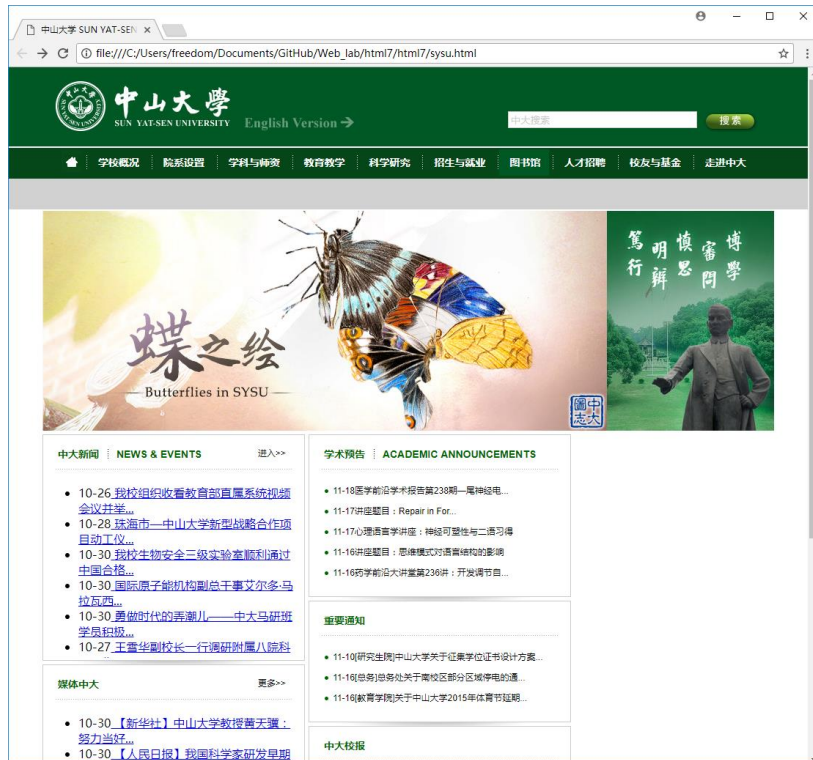 中山大学 SUN YAT-SEN
file:///C:/Users/freedom/Documents/GitHub/Web_lab/html7/html7/sysu.html
中山大學
SUN YAT-SEN UNIVERSITY
English Version
中大搜索
搜 索
学校概况 院系设置 学科与师资 教育教学 科学研究 招生与就业 图书馆 人才招聘 校友与基金 走进中大
博學
審問
慎思
明辨
篤行
蝶之绘
Butterflies in SYSU
中大圖志
中大新闻 NEWS & EVENTS 进入>>
10-26 我校组织收看教育部直属系统视频
会议并举...
10-28 珠海市—中山大学新型战略合作项
目动工仪...
10-30 我校生物安全三级实验室顺利通过
中国合格...
10-30 国际原子能机构副总干事艾尔多·马
拉瓦西...
10-30 勇做时代的弄潮儿——中大马研班
学员积极...
10-27 王雪华副校长一行调研附属八院科
媒体中大 更多>>
10-30 【新华社】中山大学教授黄天骥：
努力当好...
10-30 【人民日报】我国科学家研发早期
学术预告 ACADEMIC ANNOUNCEMENTS
11-18医学前沿学术报告第238期—尾神经电...
11-17讲座题目：Repair in For...
11-17心理语言学讲座：神经可塑性与二语习得
11-16讲座题目：思维模式对语言结构的影响
11-16药学前沿大讲堂第236讲：开发调节自...
重要通知
11-10[研究生院]中山大学关于征集学位证书设计方案...
11-16[总务]总务处关于南校区部分区域停电的通...
11-16[教育学院]关于中山大学2015年体育节延期...
中大校报